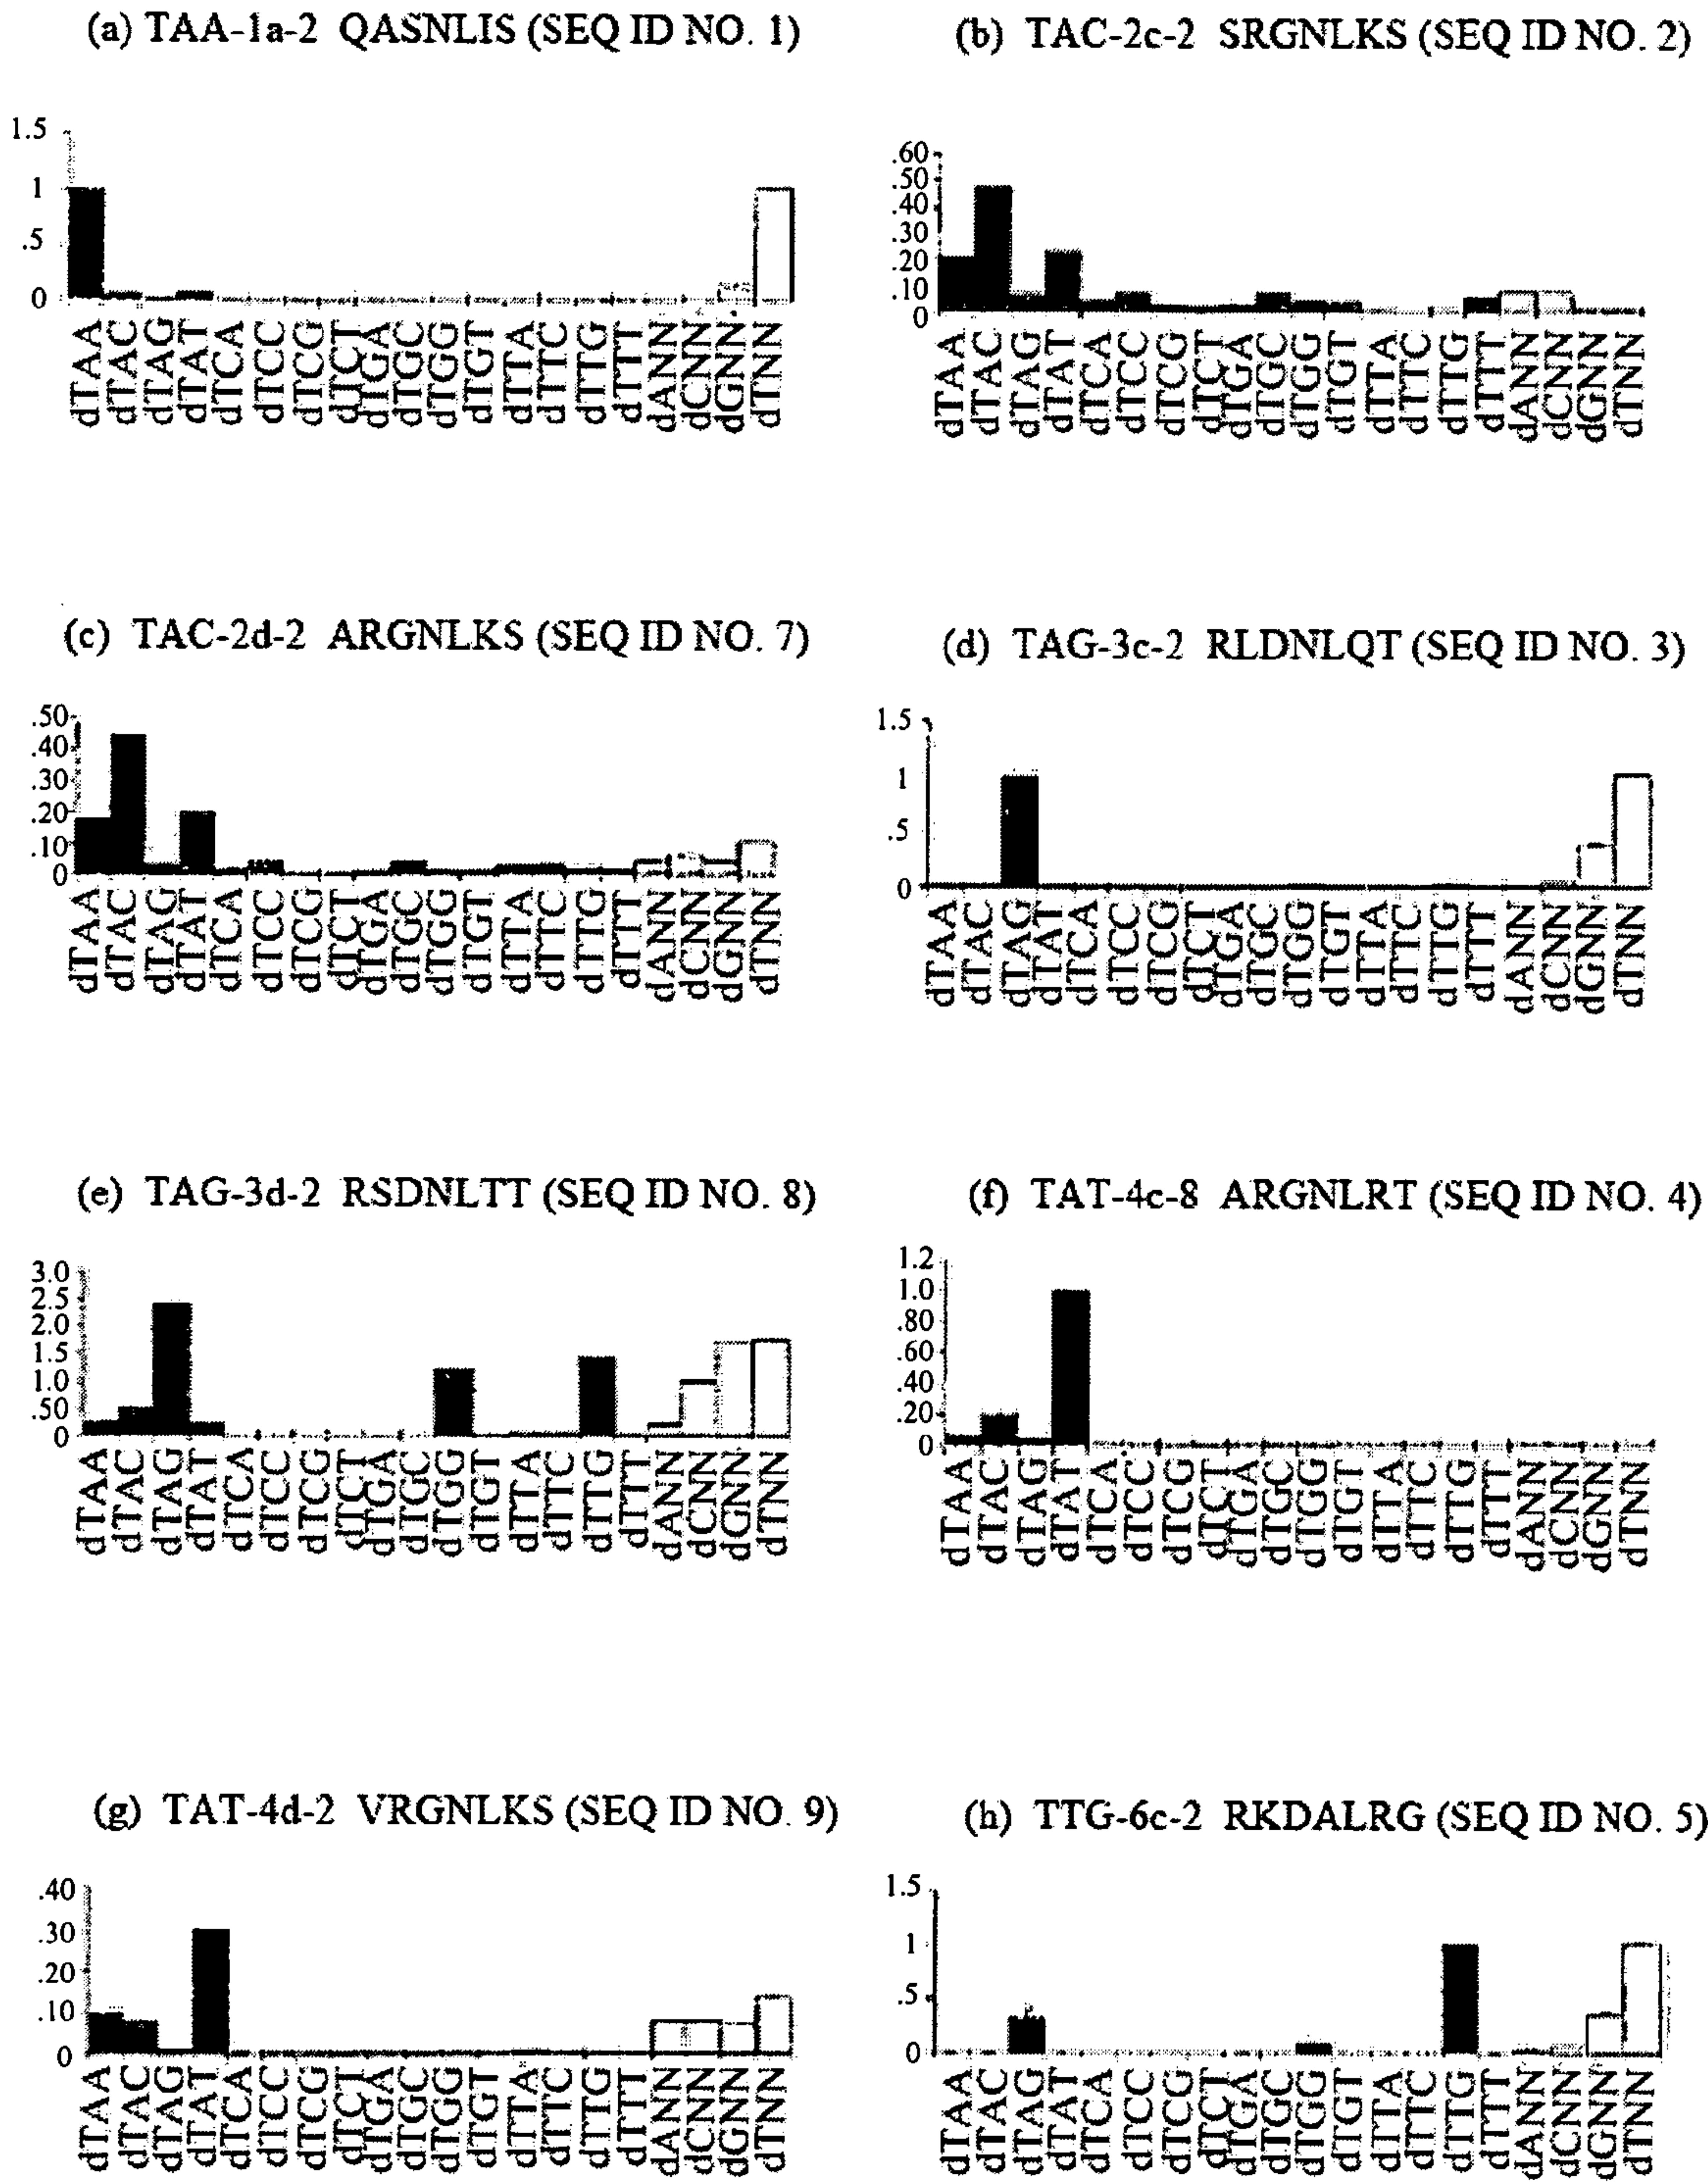 (a) TAA-1a-2 QASNLIS (SEQ ID NO. 1)
1.5
1
.5
0
dTAA dTAC dTAG dTAT dTCA dTCC dTCG dTCT dTGA dTGC dTGG dTGT dTTA dTTC dTTG dTTT dANN dCNN dGNN dTNN
(b) TAC-2c-2 SRGNLKS (SEQ ID NO. 2)
.60
.50
.40
.30
.20
.10
0
dTAA dTAC dTAG dTAT dTCA dTCC dTCG dTCT dTGA dTGC dTGG dTGT dTTA dTTC dTTG dTTT dANN dCNN dGNN dTNN
(c) TAC-2d-2 ARGNLKS (SEQ ID NO. 7)
.50
.40
.30
.20
.10
0
dTAA dTAC dTAG dTAT dTCA dTCC dTCG dTCT dTGA dTGC dTGG dTGT dTTA dTTC dTTG dTTT dANN dCNN dGNN dTNN
(d) TAG-3c-2 RLDNLQT (SEQ ID NO. 3)
1.5
1
.5
0
dTAA dTAC dTAG dTAT dTCA dTCC dTCG dTCT dTGA dTGC dTGG dTGT dTTA dTTC dTTG dTTT dANN dCNN dGNN dTNN
(e) TAG-3d-2 RSDNLTT (SEQ ID NO. 8)
3.0
2.5
2.0
1.5
1.0
.50
0
dTAA dTAC dTAG dTAT dTCA dTCC dTCG dTCT dTGA dTGC dTGG dTGT dTTA dTTC dTTG dTTT dANN dCNN dGNN dTNN
(f) TAT-4c-8 ARGNLRT (SEQ ID NO. 4)
1.2
1.0
.80
.60
.40
.20
0
dTAA dTAC dTAG dTAT dTCA dTCC dTCG dTCT dTGA dTGC dTGG dTGT dTTA dTTC dTTG dTTT dANN dCNN dGNN dTNN
(g) TAT-4d-2 VRGNLKS (SEQ ID NO. 9)
.40
.30
.20
.10
0
dTAA dTAC dTAG dTAT dTCA dTCC dTCG dTCT dTGA dTGC dTGG dTGT dTTA dTTC dTTG dTTT dANN dCNN dGNN dTNN
(h) TTG-6c-2 RKDALRG (SEQ ID NO. 5)
1.5
1
.5
0
dTAA dTAC dTAG dTAT dTCA dTCC dTCG dTCT dTGA dTGC dTGG dTGT dTTA dTTC dTTG dTTT dANN dCNN dGNN dTNN